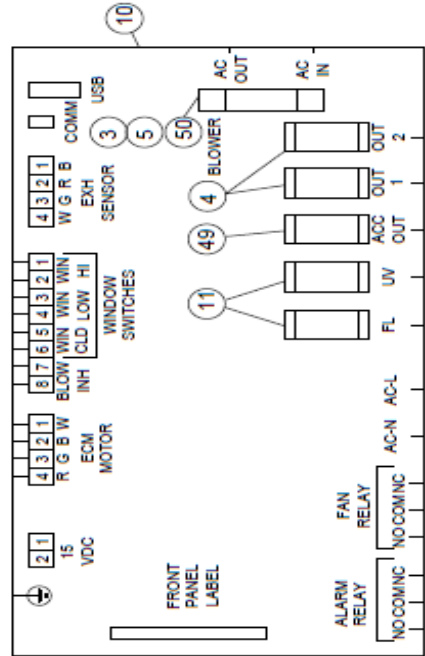 10
2 1
15
VDC
4 3 2 1
R G B W
ECM
MOTOR
8 7 6 5 4 3 2 1
BLOW WIN WIN WIN
INH CLD LOW HI
WINDOW
SWITCHES
4 3 2 1
W G R B
EXH
SENSOR
COMM
USB
3
5
50
BLOWER
AC
OUT
AC
IN
FRONT
PANEL
LABEL
11
49
4
ALARM
RELAY
NO COM NC
FAN
RELAY
NO COM NC
AC-N
AC-L
FL
UV
ACC
OUT
OUT
1
OUT
2